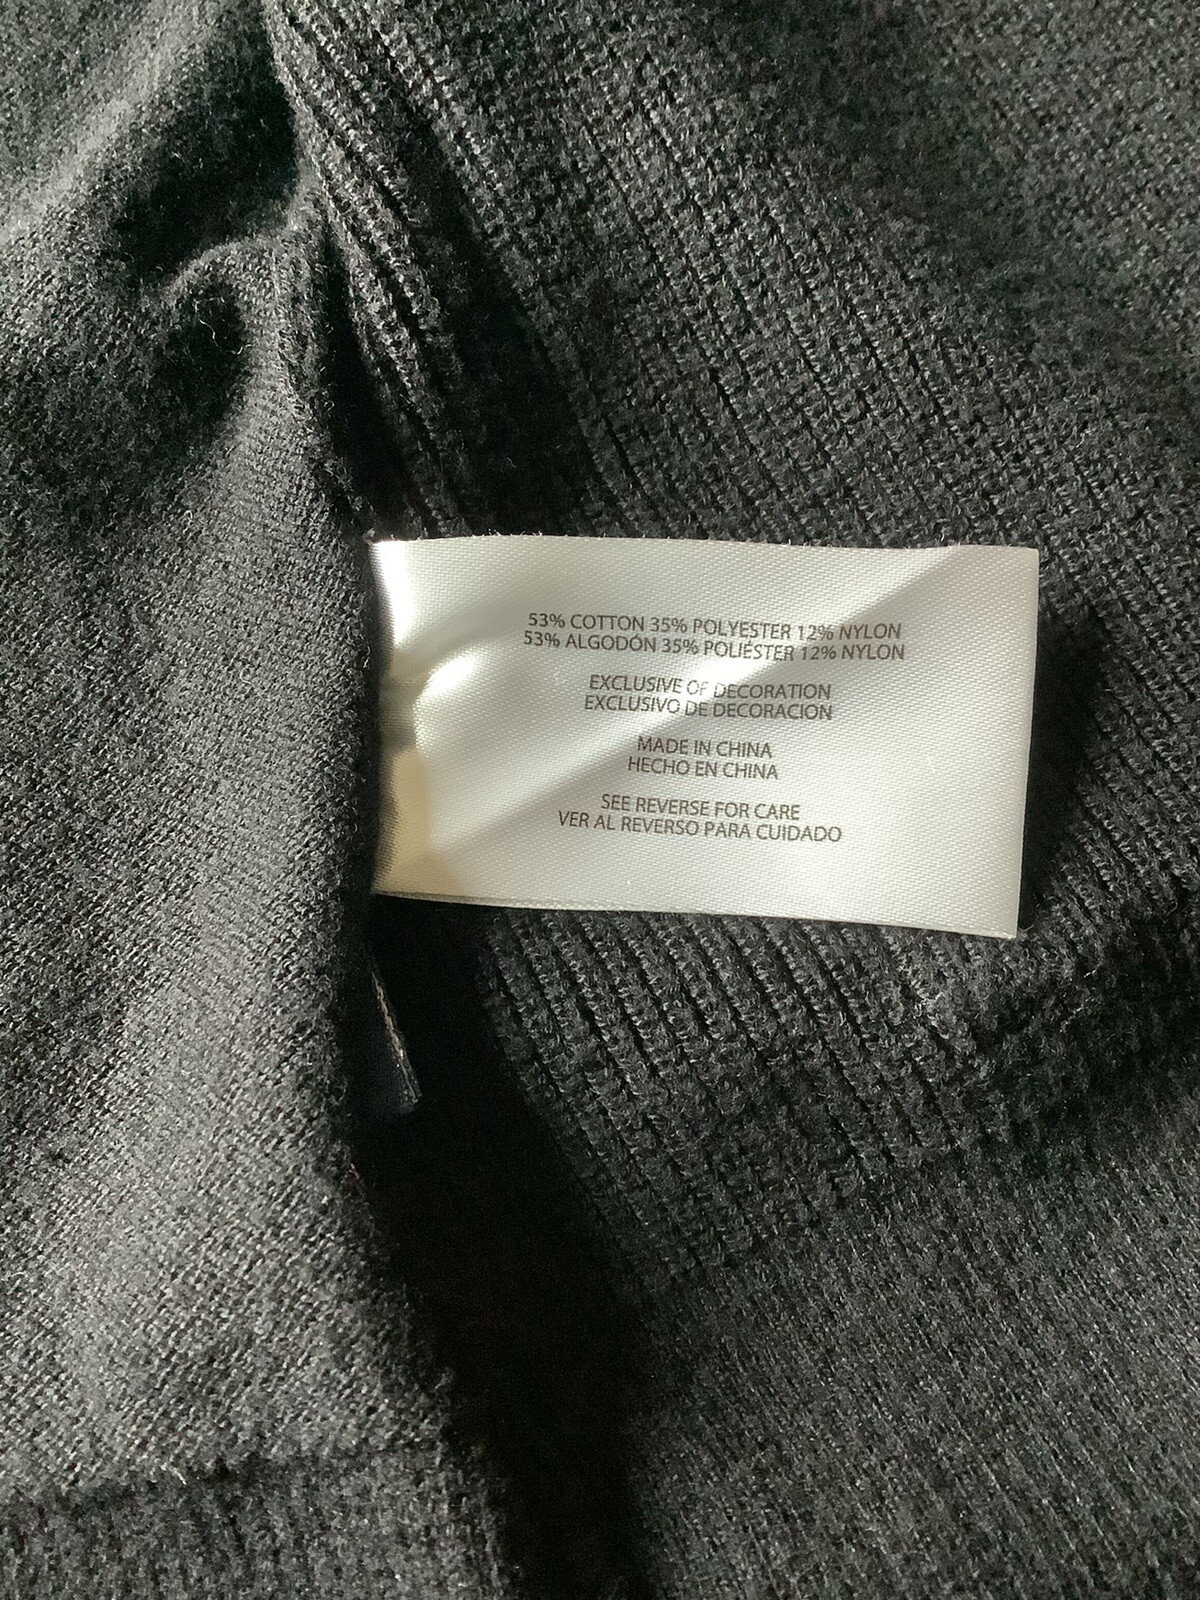 53% COTTON 35% POLYESTER 12% NYLON
53% ALGODÓN 35% POLIÉSTER 12% NYLON
EXCLUSIVE OF DECORATION
EXCLUSIVO DE DECORACION
MADE IN CHINA
HECHO EN CHINA
SEE REVERSE FOR CARE
VER AL REVERSO PARA CUIDADO